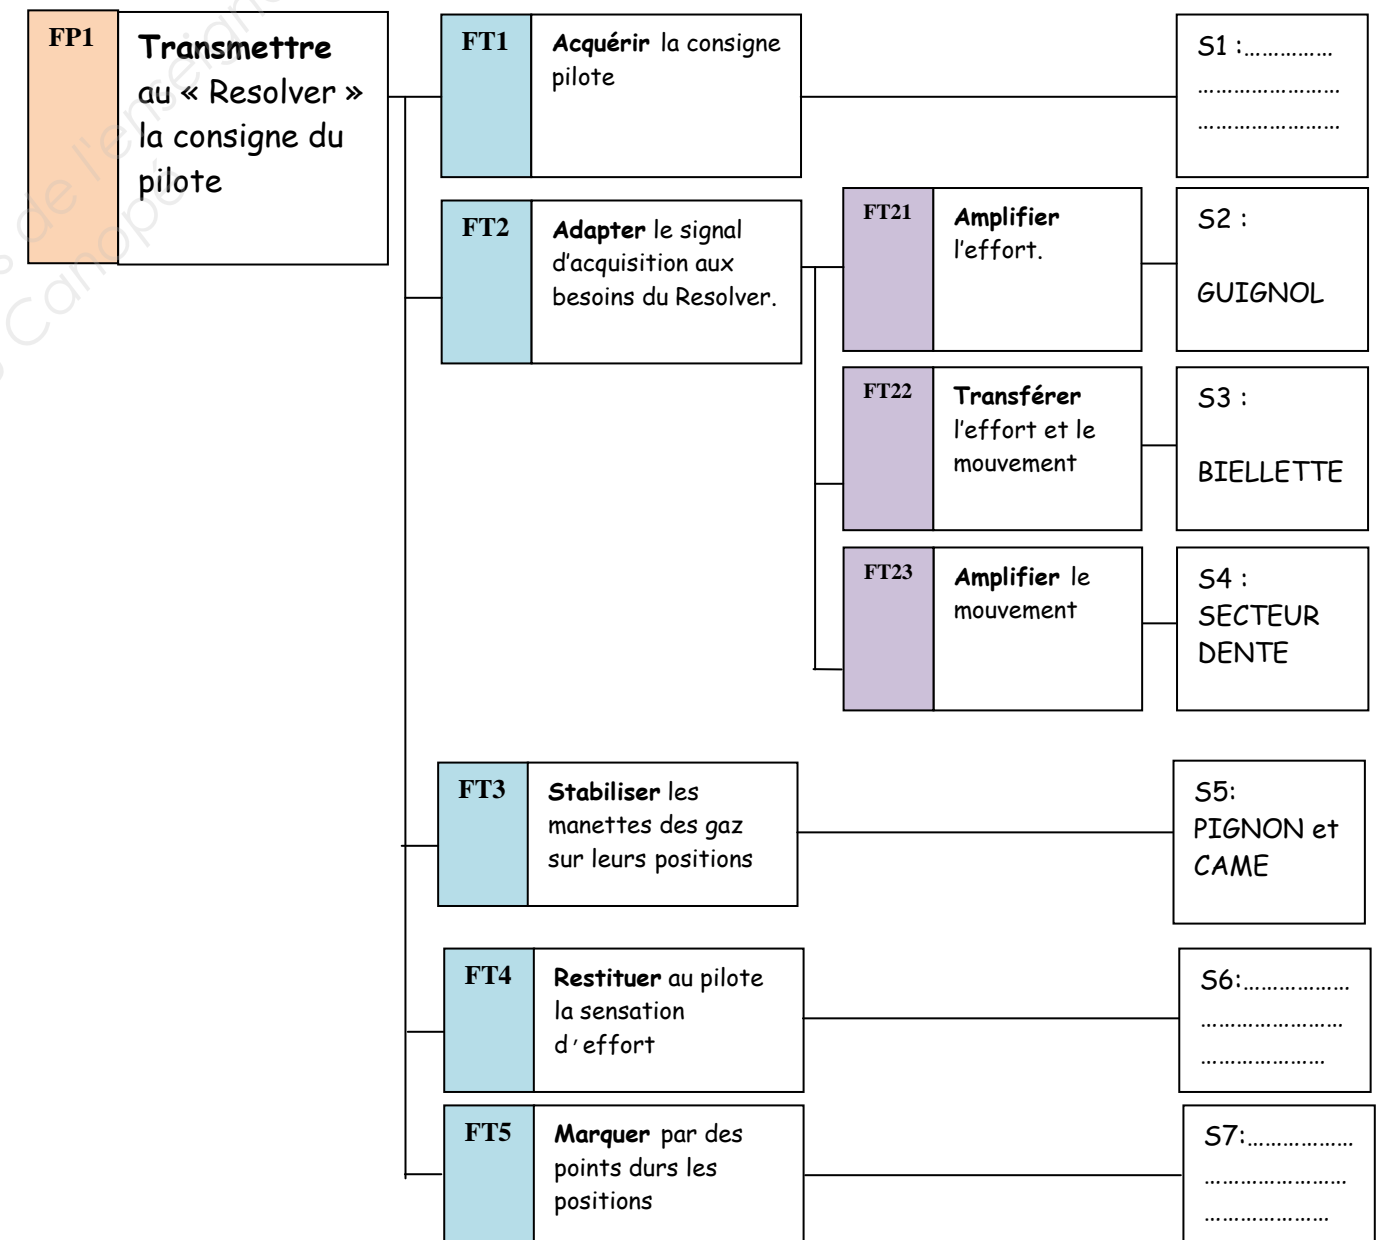 FP1
Transmettre
au « Resolver »
la consigne du
pilote
FT1
Acquérir la consigne
pilote
S1 :……………
……………………
……………………
FT2
Adapter le signal
d'acquisition aux
besoins du Resolver.
FT21
Amplifier
l'effort.
S2 :
GUIGNOL
FT22
Transférer
l'effort et le
mouvement
S3 :
BIELLETTE
FT23
Amplifier le
mouvement
S4 :
SECTEUR
DENTE
FT3
Stabiliser les
manettes des gaz
sur leurs positions
S5:
PIGNON et
CAME
FT4
Restituer au pilote
la sensation
d'effort
S6:………………
……………………
…………………
FT5
Marquer par des
points durs les
positions
S7:………………
……………………
…………………
de l'enseign
Canopé